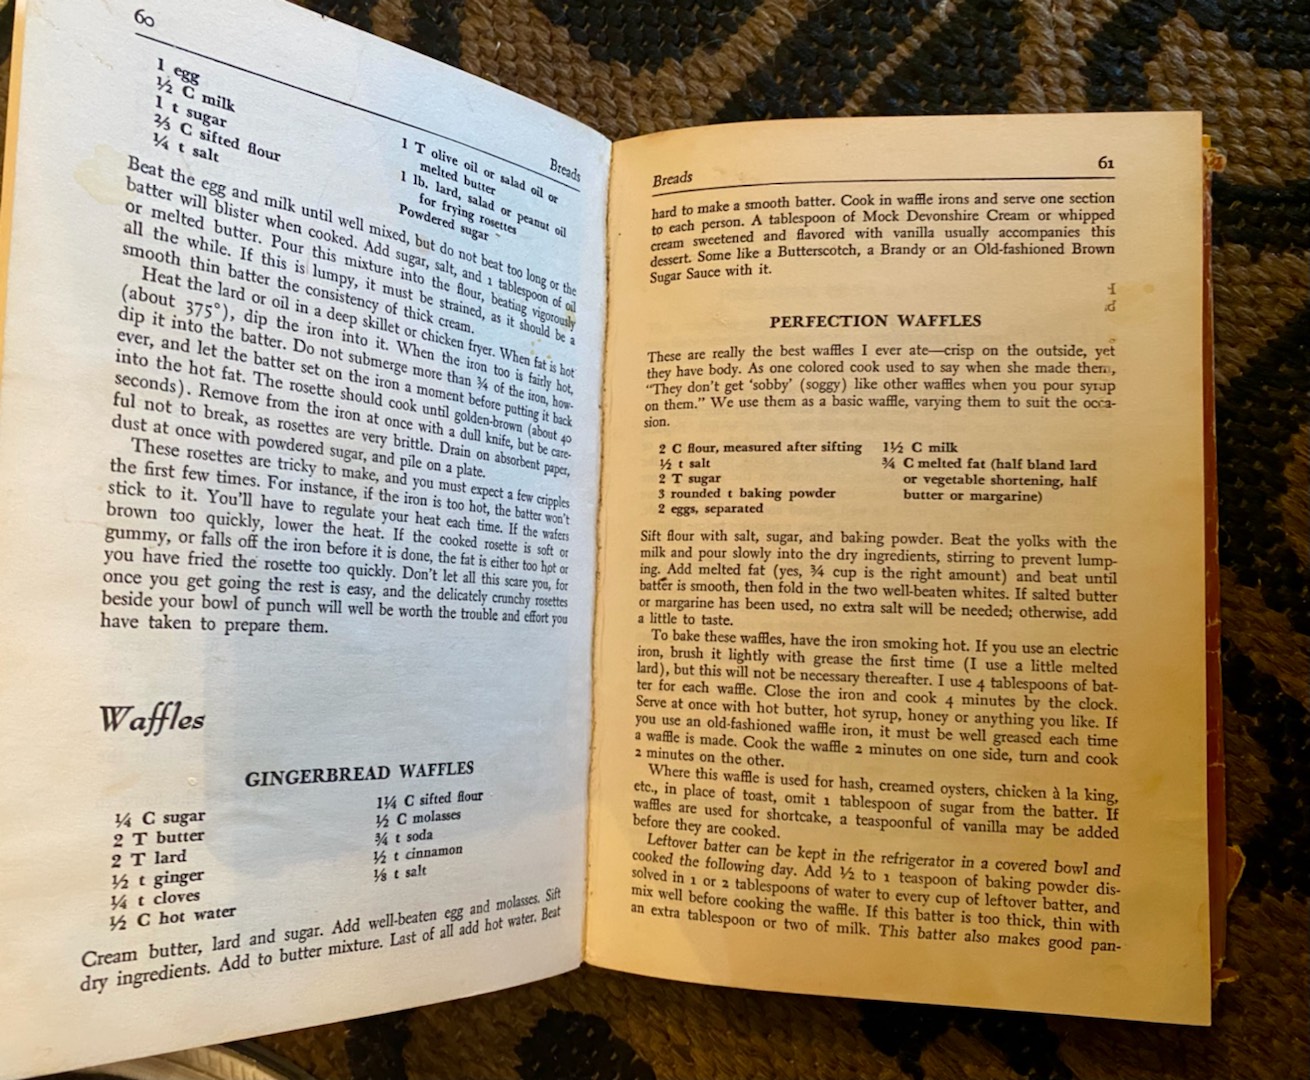 60
Breads
1 egg
½ C milk
1 t sugar
⅔ C sifted flour
¼ t salt
1 T olive oil or salad oil or
melted butter
1 lb. lard, salad or peanut oil
for frying rosettes
Powdered sugar
Beat the egg and milk until well mixed, but do not beat too long or the
batter will blister when cooked. Add sugar, salt, and 1 tablespoon of oil
or melted butter. Pour this mixture into the flour, beating vigorously
all the while. If this is lumpy, it must be strained, as it should be a
smooth thin batter the consistency of thick cream.
Heat the lard or oil in a deep skillet or chicken fryer. When fat is hot
(about 375°), dip the iron into it. When the iron too is fairly hot,
dip it into the batter. Do not submerge more than ¾ of the iron, how-
ever, and let the batter set on the iron a moment before putting it back
into the hot fat. The rosette should cook until golden-brown (about 40
seconds). Remove from the iron at once with a dull knife, but be care-
ful not to break, as rosettes are very brittle. Drain on absorbent paper,
dust at once with powdered sugar, and pile on a plate.
These rosettes are tricky to make, and you must expect a few cripples
the first few times. For instance, if the iron is too hot, the batter won't
stick to it. You'll have to regulate your heat each time. If the wafers
brown too quickly, lower the heat. If the cooked rosette is soft or
gummy, or falls off the iron before it is done, the fat is either too hot or
you have fried the rosette too quickly. Don't let all this scare you, for
once you get going the rest is easy, and the delicately crunchy rosettes
beside your bowl of punch will well be worth the trouble and effort you
have taken to prepare them.
Waffles
GINGERBREAD WAFFLES
¼ C sugar
2 T butter
2 T lard
½ t ginger
¼ t cloves
½ C hot water
1¼ C sifted flour
½ C molasses
¾ t soda
½ t cinnamon
⅛ t salt
Cream butter, lard and sugar. Add well-beaten egg and molasses. Sift
dry ingredients. Add to butter mixture. Last of all add hot water. Beat
Breads
61
hard to make a smooth batter. Cook in waffle irons and serve one section
to each person. A tablespoon of Mock Devonshire Cream or whipped
cream sweetened and flavored with vanilla usually accompanies this
dessert. Some like a Butterscotch, a Brandy or an Old-fashioned Brown
Sugar Sauce with it.
PERFECTION WAFFLES
These are really the best waffles I ever ate—crisp on the outside, yet
they have body. As one colored cook used to say when she made them,
"They don't get 'sobby' (soggy) like other waffles when you pour syrup
on them." We use them as a basic waffle, varying them to suit the occa-
sion.
2 C flour, measured after sifting
½ t salt
2 T sugar
3 rounded t baking powder
2 eggs, separated
1½ C milk
¾ C melted fat (half bland lard
or vegetable shortening, half
butter or margarine)
Sift flour with salt, sugar, and baking powder. Beat the yolks with the
milk and pour slowly into the dry ingredients, stirring to prevent lump-
ing. Add melted fat (yes, ¾ cup is the right amount) and beat until
batter is smooth, then fold in the two well-beaten whites. If salted butter
or margarine has been used, no extra salt will be needed; otherwise, add
a little to taste.
To bake these waffles, have the iron smoking hot. If you use an electric
iron, brush it lightly with grease the first time (I use a little melted
lard), but this will not be necessary thereafter. I use 4 tablespoons of bat-
ter for each waffle. Close the iron and cook 4 minutes by the clock.
Serve at once with hot butter, hot syrup, honey or anything you like. If
you use an old-fashioned waffle iron, it must be well greased each time
a waffle is made. Cook the waffle 2 minutes on one side, turn and cook
2 minutes on the other.
Where this waffle is used for hash, creamed oysters, chicken à la king,
etc., in place of toast, omit 1 tablespoon of sugar from the batter. If
waffles are used for shortcake, a teaspoonful of vanilla may be added
before they are cooked.
Leftover batter can be kept in the refrigerator in a covered bowl and
cooked the following day. Add ½ to 1 teaspoon of baking powder dis-
solved in 1 or 2 tablespoons of water to every cup of leftover batter, and
mix well before cooking the waffle. If this batter is too thick, thin with
an extra tablespoon or two of milk. This batter also makes good pan-